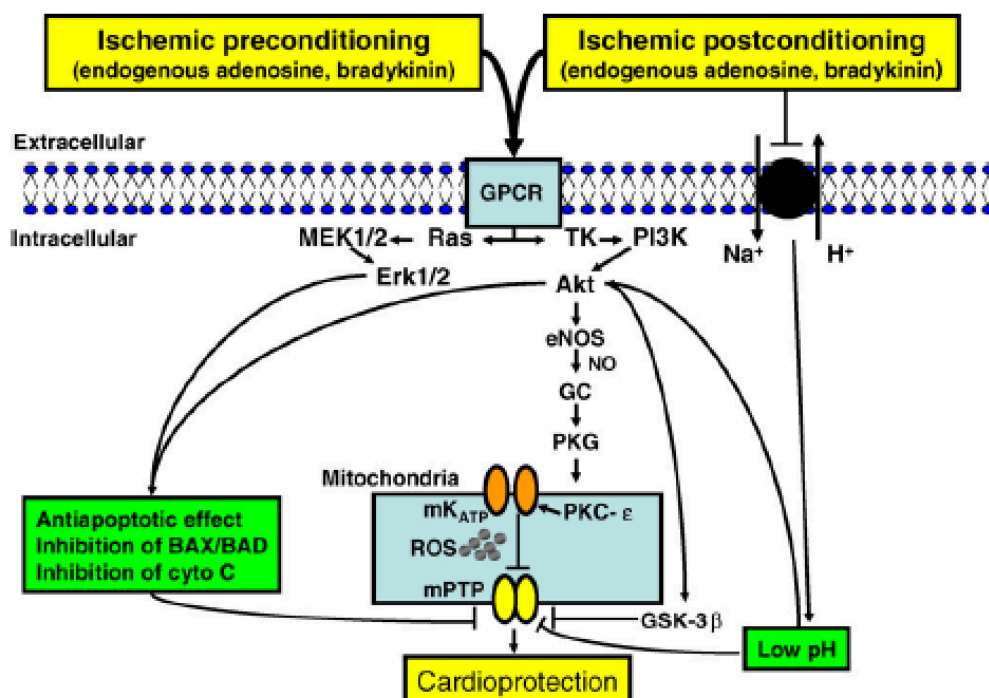 Ischemic preconditioning
(endogenous adenosine, bradykinin)
Ischemic postconditioning
(endogenous adenosine, bradykinin)
Extracellular
GPCR
Intracellular
MEK1/2
Ras
TK
PI3K
Na+
H+
Erk1/2
Akt
eNOS
NO
GC
PKG
Mitochondria
mKATP
PKC- ε
ROS
mPTP
Antiapoptotic effect
Inhibition of BAX/BAD
Inhibition of cyto C
GSK-3β
Low pH
Cardioprotection